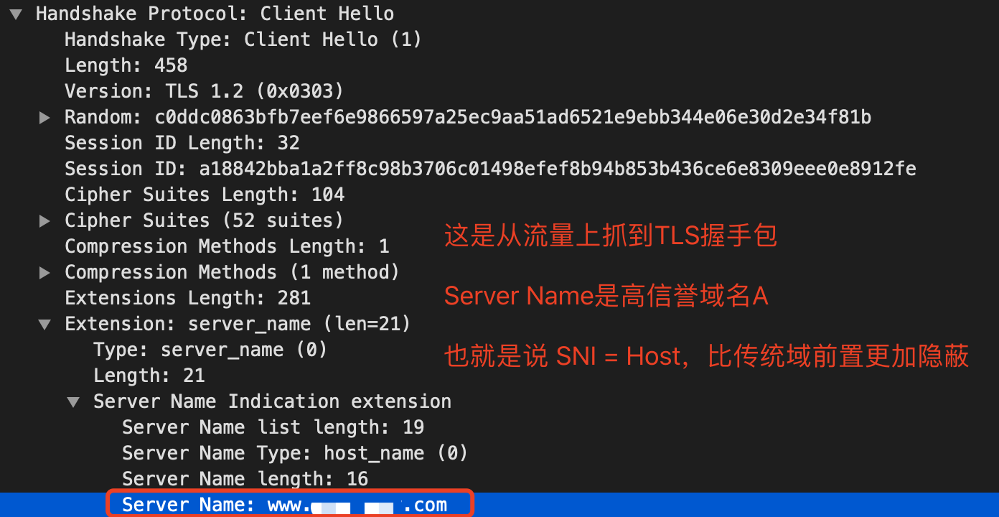 Handshake Protocol: Client Hello
Handshake Type: Client Hello (1)
Length: 458
Version: TLS 1.2 (0x0303)
Random: c0ddc0863bfb7eef6e9866597a25ec9aa51ad6521e9ebb344e06e30d2e34f81b
Session ID Length: 32
Session ID: a18842bba1a2ff8c98b3706c01498efef8b94b853b436ce6e8309eee0e8912fe
Cipher Suites Length: 104
Cipher Suites (52 suites)
这是从流量上抓到TLS握手包
Compression Methods Length: 1
Compression Methods (1 method)
Extensions Length: 281
Server Name是高信誉域名A
Extension: server_name (len=21)
Type: server_name (0)
也就是说 SNI = Host，比传统域前置更加隐蔽
Length: 21
Server Name Indication extension
Server Name list length: 19
Server Name Type: host_name (0)
Server Name length: 16
Server Name: www. .com